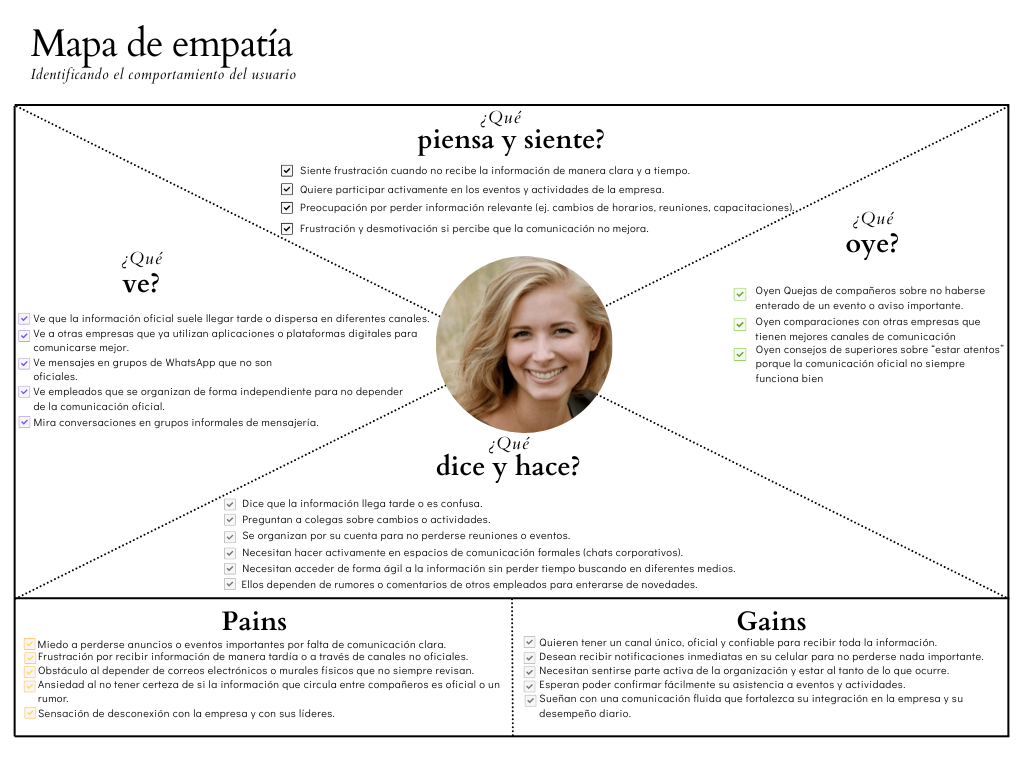 Mapa de empatía
Identificando el comportamiento del usuario
¿Qué
piensa y siente?
Siente frustración cuando no recibe la información de manera clara y a tiempo.
Quiere participar activamente en los eventos y actividades de la empresa.
Preocupación por perder información relevante (ej. cambios de horarios, reuniones, capacitaciones).
Frustración y desmotivación si percibe que la comunicación no mejora.
¿Qué
ve?
Ve que la información oficial suele llegar tarde o dispersa en diferentes canales.
Ve a otras empresas que ya utilizan aplicaciones o plataformas digitales para
comunicarse mejor.
Ve mensajes en grupos de WhatsApp que no son
oficiales.
Ve empleados que se organizan de forma independiente para no depender
de la comunicación oficial.
Mira conversaciones en grupos informales de mensajería.
¿Qué
oye?
Oyen Quejas de compañeros sobre no haberse
enterado de un evento o aviso importante.
Oyen comparaciones con otras empresas que
tienen mejores canales de comunicación
Oyen consejos de superiores sobre "estar atentos"
porque la comunicación oficial no siempre
funciona bien
¿Qué
dice y hace?
Dice que la información llega tarde o es confusa.
Preguntan a colegas sobre cambios o actividades.
Se organizan por su cuenta para no perderse reuniones o eventos.
Necesitan hacer activamente en espacios de comunicación formales (chats corporativos).
Necesitan acceder de forma ágil a la información sin perder tiempo buscando en diferentes medios.
Ellos dependen de rumores o comentarios de otros empleados para enterarse de novedades.
Pains
Miedo a perderse anuncios o eventos importantes por falta de comunicación clara.
Frustración por recibir información de manera tardía o a través de canales no oficiales.
Obstáculo al depender de correos electrónicos o murales físicos que no siempre revisan.
Ansiedad al no tener certeza de si la información que circula entre compañeros es oficial o un
rumor.
Sensación de desconexión con la empresa y con sus líderes.
Gains
Quieren tener un canal único, oficial y confiable para recibir toda la información.
Desean recibir notificaciones inmediatas en su celular para no perderse nada importante.
Necesitan sentirse parte activa de la organización y estar al tanto de lo que ocurre.
Esperan poder confirmar fácilmente su asistencia a eventos y actividades.
Sueñan con una comunicación fluida que fortalezca su integración en la empresa y su
desempeño diario.